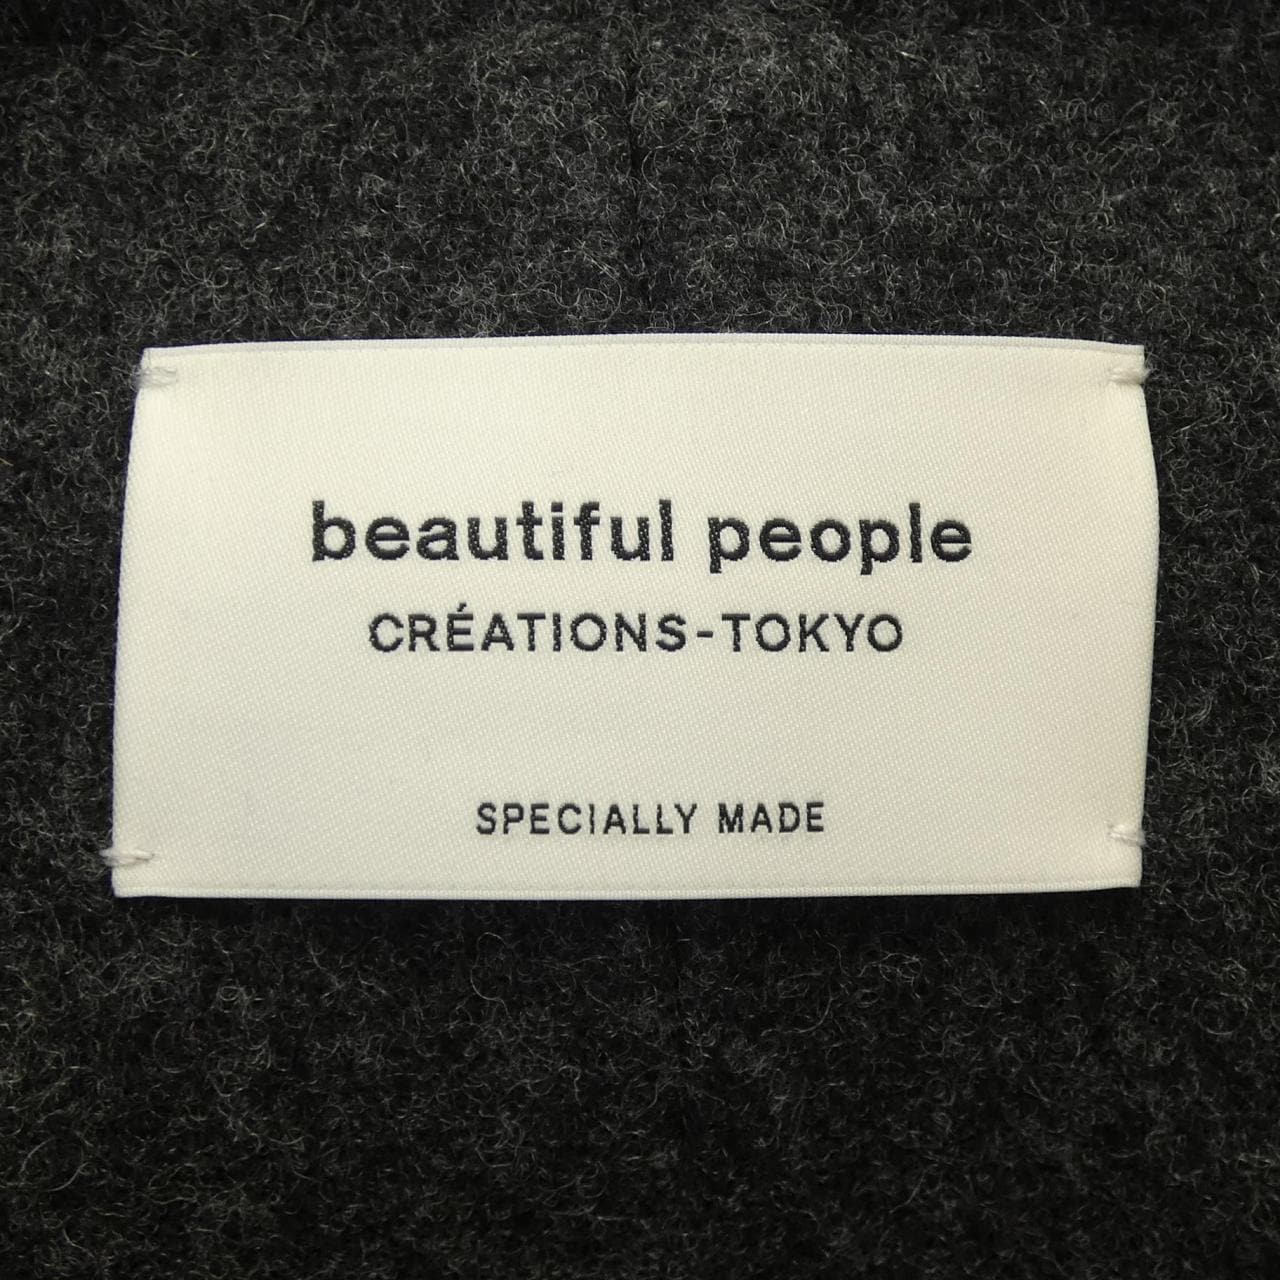 beautiful people
CRÉATIONS-TOKYO
SPECIALLY MADE